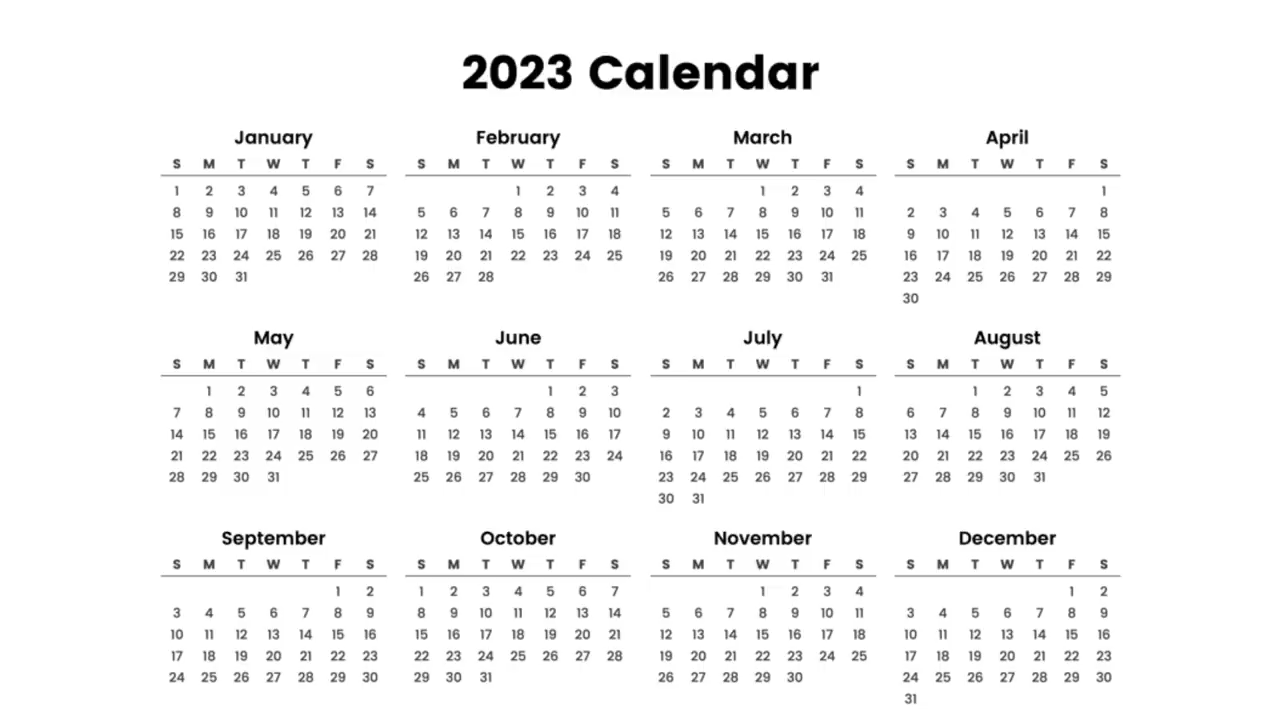 2023 Calendar
January February March April
S M T W T F S S M T W T F S S M T W T F S S M T W T F S
1 2 3 4 5 6 7 1 2 3 4 1 2 3 4 1
8 9 10 11 12 13 14 5 6 7 8 9 10 11 5 6 7 8 9 10 11 2 3 4 5 6 7 8
15 16 17 18 19 20 21 12 13 14 15 16 17 18 12 13 14 15 16 17 18 9 10 11 12 13 14 15
22 23 24 25 26 27 28 19 20 21 22 23 24 25 19 20 21 22 23 24 25 16 17 18 19 20 21 22
29 30 31 26 27 28 26 27 28 29 30 31 23 24 25 26 27 28 29
30
May June July August
S M T W T F S S M T W T F S S M T W T F S S M T W T F S
1 2 3 4 5 6 1 2 3 1 1 2 3 4 5
7 8 9 10 11 12 13 4 5 6 7 8 9 10 2 3 4 5 6 7 8 6 7 8 9 10 11 12
14 15 16 17 18 19 20 11 12 13 14 15 16 17 9 10 11 12 13 14 15 13 14 15 16 17 18 19
21 22 23 24 25 26 27 18 19 20 21 22 23 24 16 17 18 19 20 21 22 20 21 22 23 24 25 26
28 29 30 31 25 26 27 28 29 30 23 24 25 26 27 28 29 27 28 29 30 31
30 31
September October November December
S M T W T F S S M T W T F S S M T W T F S S M T W T F S
1 2 1 2 3 4 5 6 7 1 2 3 4 1 2
3 4 5 6 7 8 9 8 9 10 11 12 13 14 5 6 7 8 9 10 11 3 4 5 6 7 8 9
10 11 12 13 14 15 16 15 16 17 18 19 20 21 12 13 14 15 16 17 18 10 11 12 13 14 15 16
17 18 19 20 21 22 23 22 23 24 25 26 27 28 19 20 21 22 23 24 25 17 18 19 20 21 22 23
24 25 26 27 28 29 30 29 30 31 26 27 28 29 30 24 25 26 27 28 29 30
31